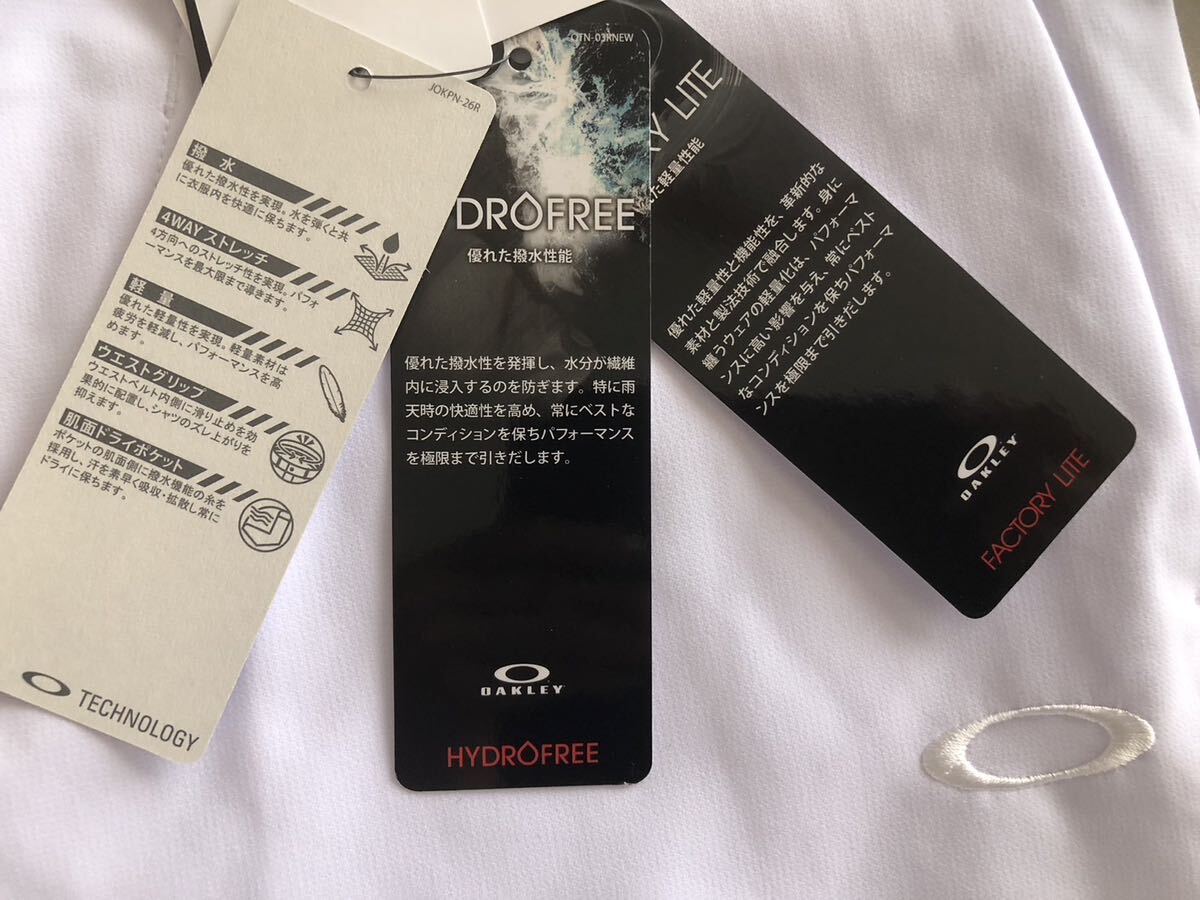 JOKPN-26R
撥 水
優れた撥水性を実現。水を弾くと共
に衣服内を快適に保ちます。
4WAYストレッチ
4方向へのストレッチ性を実現。パフォ
ーマンスを最大限まで導きます。
軽 量
優れた軽量性を実現。軽量素材は
疲労を軽減し、パフォーマンスを高
めます。
ウエストグリップ
ウエストベルト内側に滑り止めを効
果的に配置し、シャツのズレ上がりを
抑えます。
肌面ドライポケット
ポケットの肌面側に撥水機能の糸を
採用し、汗を素早く吸収・拡散し常に
ドライに保ちます。
TECHNOLOGY
OTN-03RNEW
DROFREE
優れた撥水性能
優れた撥水性を発揮し、水分が繊維
内に浸入するのを防ぎます。特に雨
天時の快適性を高め、常にベストな
コンディションを保ちパフォーマンス
を極限まで引きだします。
OAKLEY
HYDROFREE
RY LITE
た軽量性能
優れた軽量性と機能性を、革新的な
素材と製法技術で融合します。身に
纏うウエアの軽量化は、パフォーマ
ンスに高い影響を与え、常にベスト
なコンディションを保ちパフォーマ
ンスを極限まで引きだします。
OAKLEY
FACTORY LITE